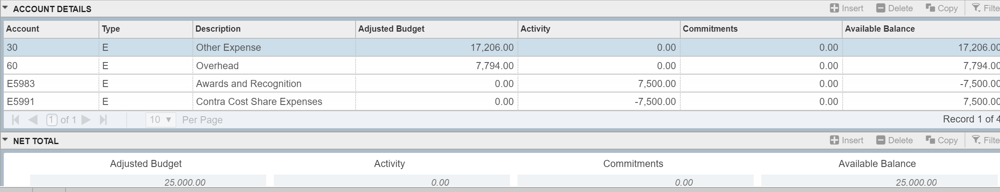 ACCOUNT DETAILS Insert Delete Copy Filte
Account Type Description Adjusted Budget Activity Commitments Available Balance
30 E Other Expense 17,206.00 0.00 0.00 17,206.00
60 E Overhead 7,794.00 0.00 0.00 7,794.00
E5983 E Awards and Recognition 0.00 7,500.00 0.00 -7,500.00
E5991 E Contra Cost Share Expenses 0.00 -7,500.00 0.00 7,500.00
1 of 1 10 Per Page Record 1 of 4
NET TOTAL Insert Delete Copy Filte
Adjusted Budget Activity Commitments Available Balance
25,000.00 0.00 0.00 25,000.00